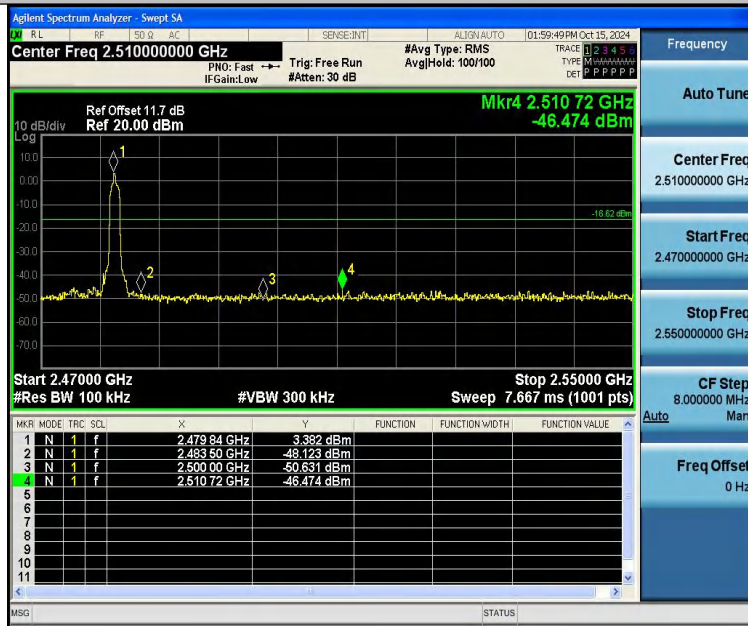 Agilent Spectrum Analyzer - Swept SA
LXI RL RF 50 Ω AC SENSE:INT ALIGN AUTO 01:59:49 PM Oct 15, 2024
Center Freq 2.510000000 GHz #Avg Type: RMS TRACE 1 2 3 4 5 6
PNO: Fast Trig: Free Run Avg|Hold: 100/100 TYPE M
IFGain:Low #Atten: 30 dB DET P P P P P P
Frequency
Auto Tune
Center Freq
2.510000000 GHz
Start Freq
2.470000000 GHz
Stop Freq
2.550000000 GHz
CF Step
8.000000 MHz
Auto Man
Freq Offset
0 Hz
Mkr4 2.510 72 GHz
-46.474 dBm
Ref Offset 11.7 dB
10 dB/div Ref 20.00 dBm
Log
10.0
0.00
-10.0
-20.0
-30.0
-40.0
-50.0
-60.0
-70.0
1
2
3
4
-16.62 dBm
Start 2.47000 GHz Stop 2.55000 GHz
#Res BW 100 kHz #VBW 300 kHz Sweep 7.667 ms (1001 pts)
MKR MODE TRC SCL X Y FUNCTION FUNCTION WIDTH FUNCTION VALUE
1 N 1 f 2.479 84 GHz 3.382 dBm
2 N 1 f 2.483 50 GHz -48.123 dBm
3 N 1 f 2.500 00 GHz -50.631 dBm
4 N 1 f 2.510 72 GHz -46.474 dBm
5
6
7
8
9
10
11
MSG STATUS